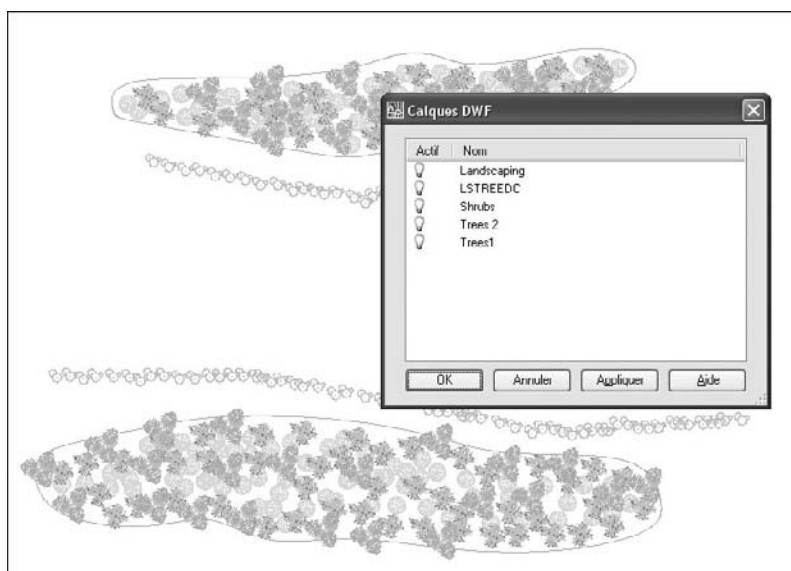 Calques DWF
Actif Nom
Landscaping
LSTREEDC
Shrubs
Trees 2
Trees1
OK Annuler Appliquer Aide